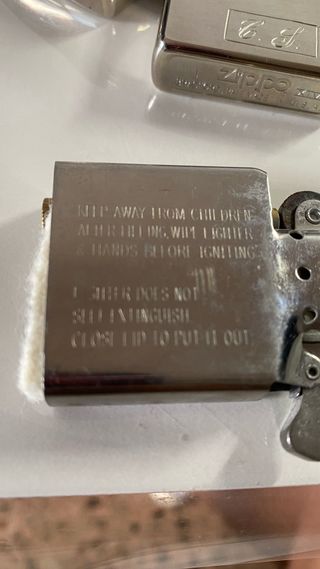 C. S.
Zippo
KEEP AWAY FROM CHILDREN
AFTER FILLING, WIPE LIGHTER
& HANDS BEFORE IGNITING
LIGHTER DOES NOT
SELF EXTINGUISH
CLOSE LID TO PUT IT OUT